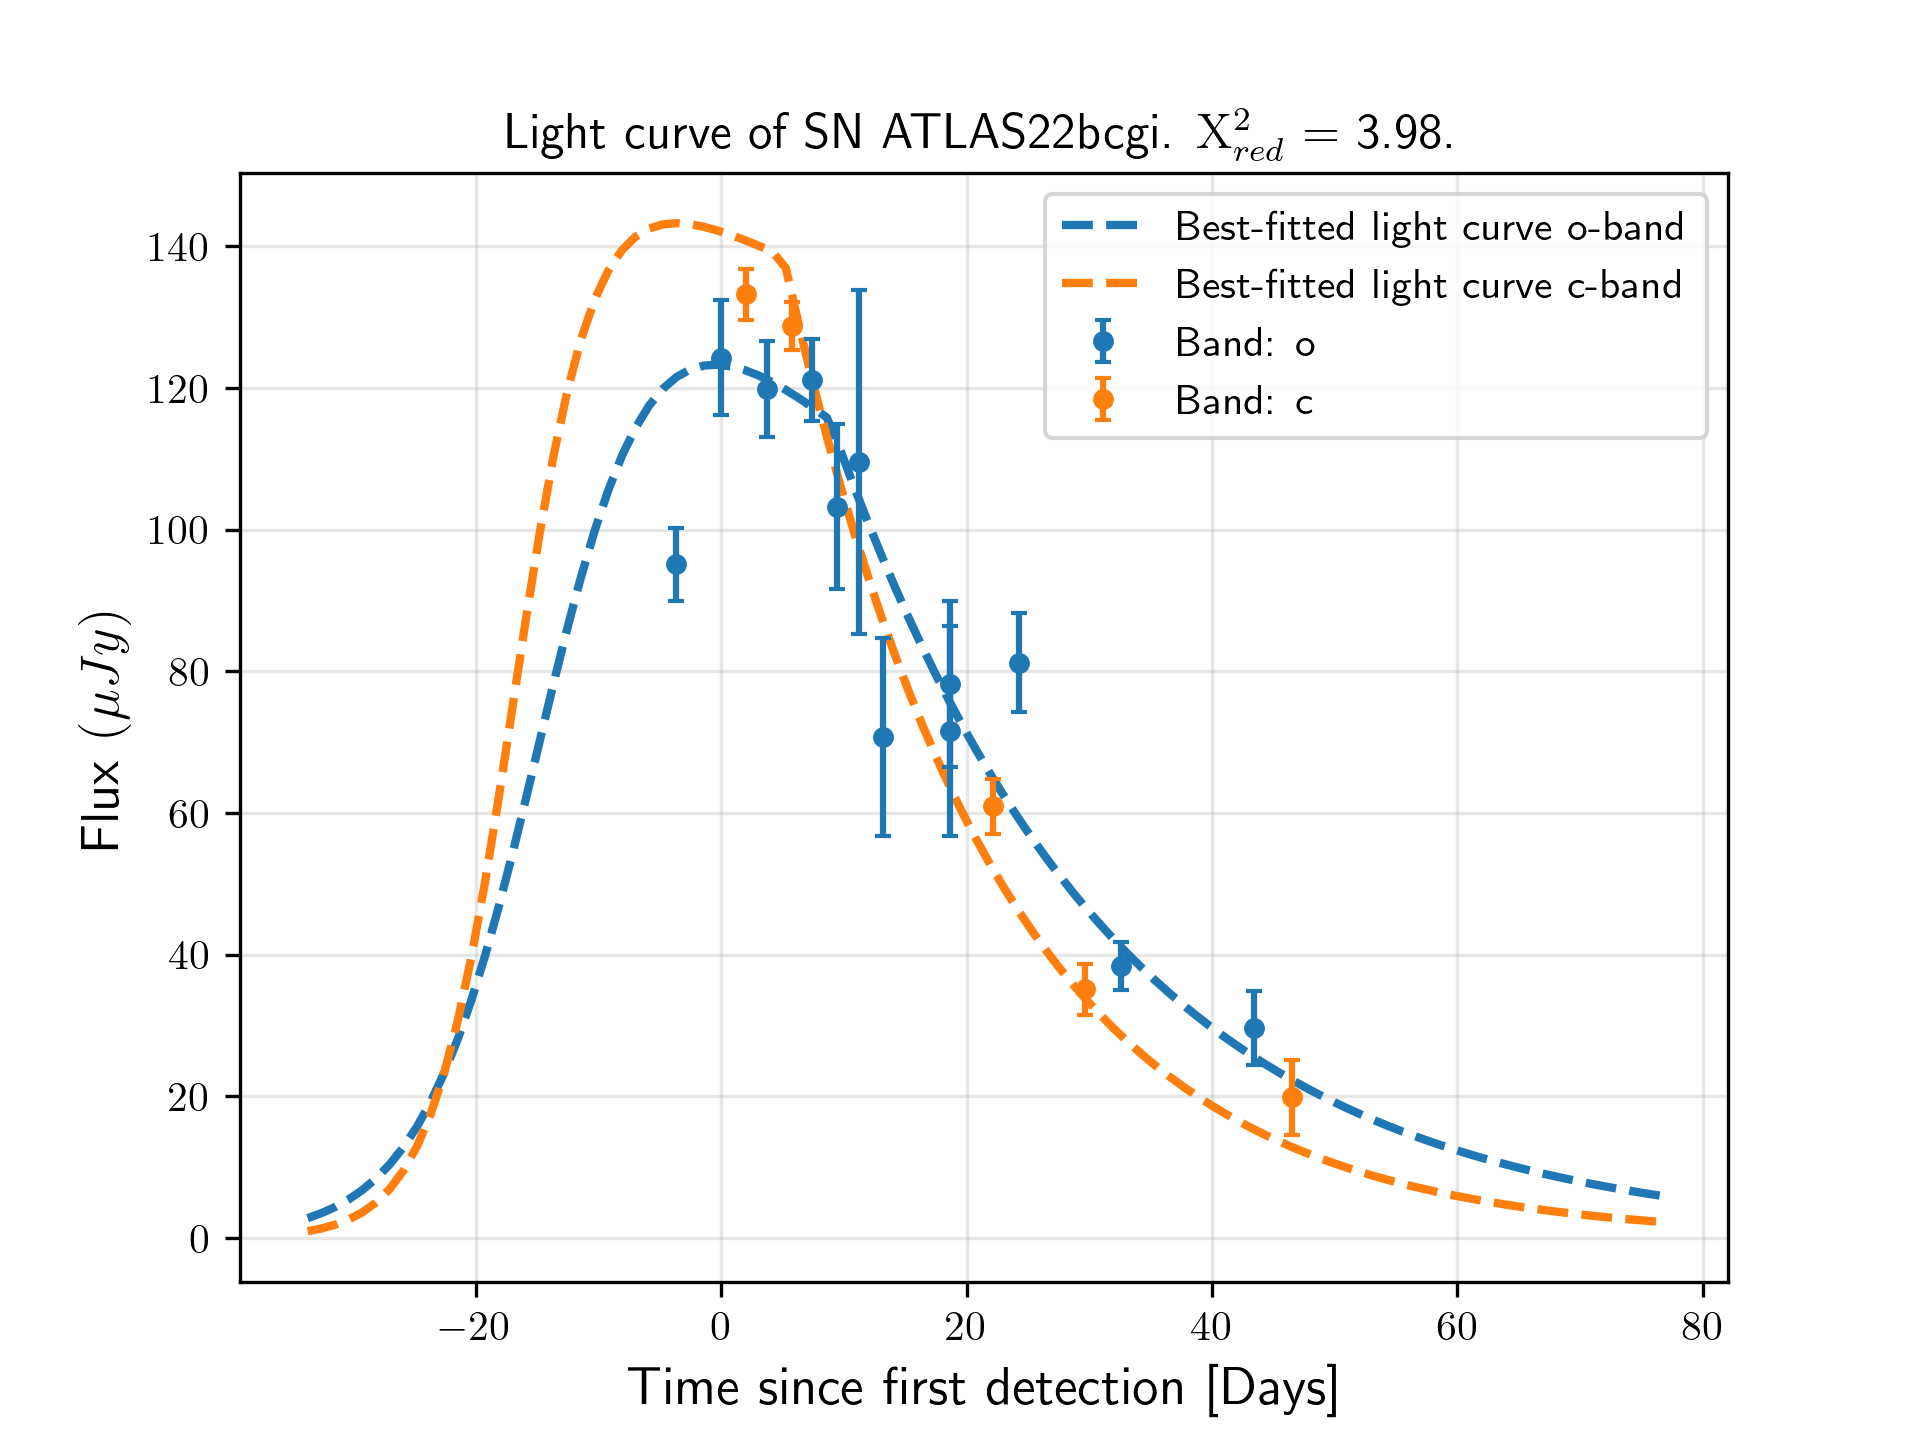 Light curve of SN ATLAS22bcgi. X²_red = 3.98.
Best-fitted light curve o-band
Best-fitted light curve c-band
Band: o
Band: c
140
120
100
80
60
40
20
0
Flux (μJy)
−20 0 20 40 60 80
Time since first detection [Days]